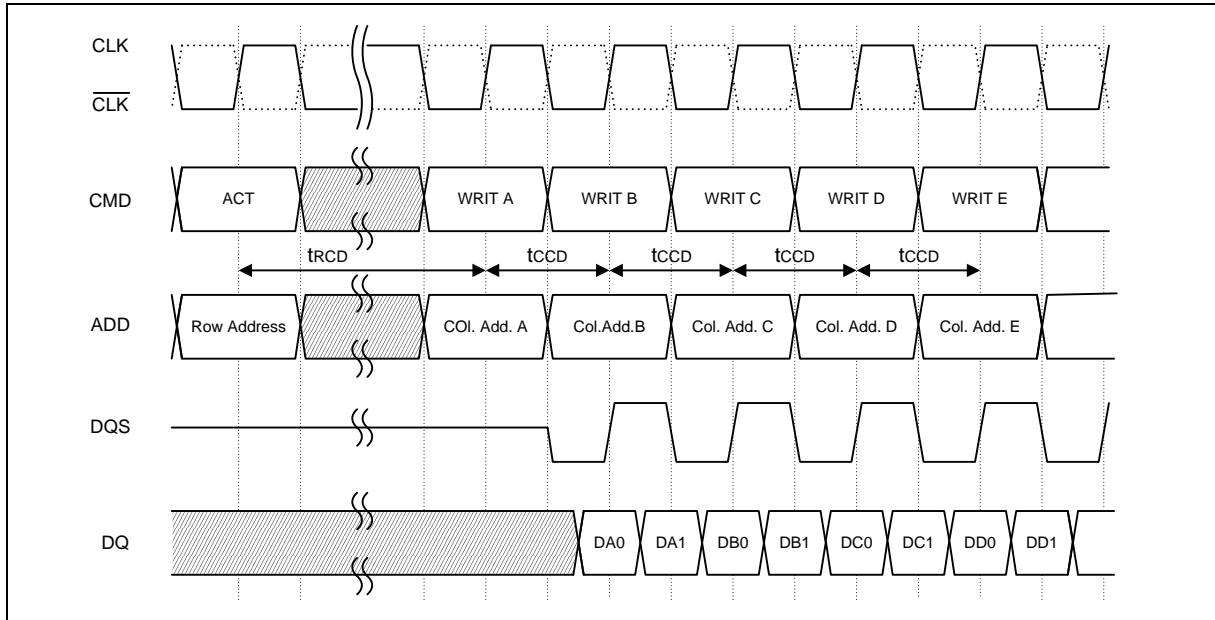 CLK
CLK
CMD
ACT
WRIT A
WRIT B
WRIT C
WRIT D
WRIT E
tRCD
tCCD
tCCD
tCCD
tCCD
ADD
Row Address
COl. Add. A
Col.Add.B
Col. Add. C
Col. Add. D
Col. Add. E
DQS
DQ
DA0
DA1
DB0
DB1
DC0
DC1
DD0
DD1